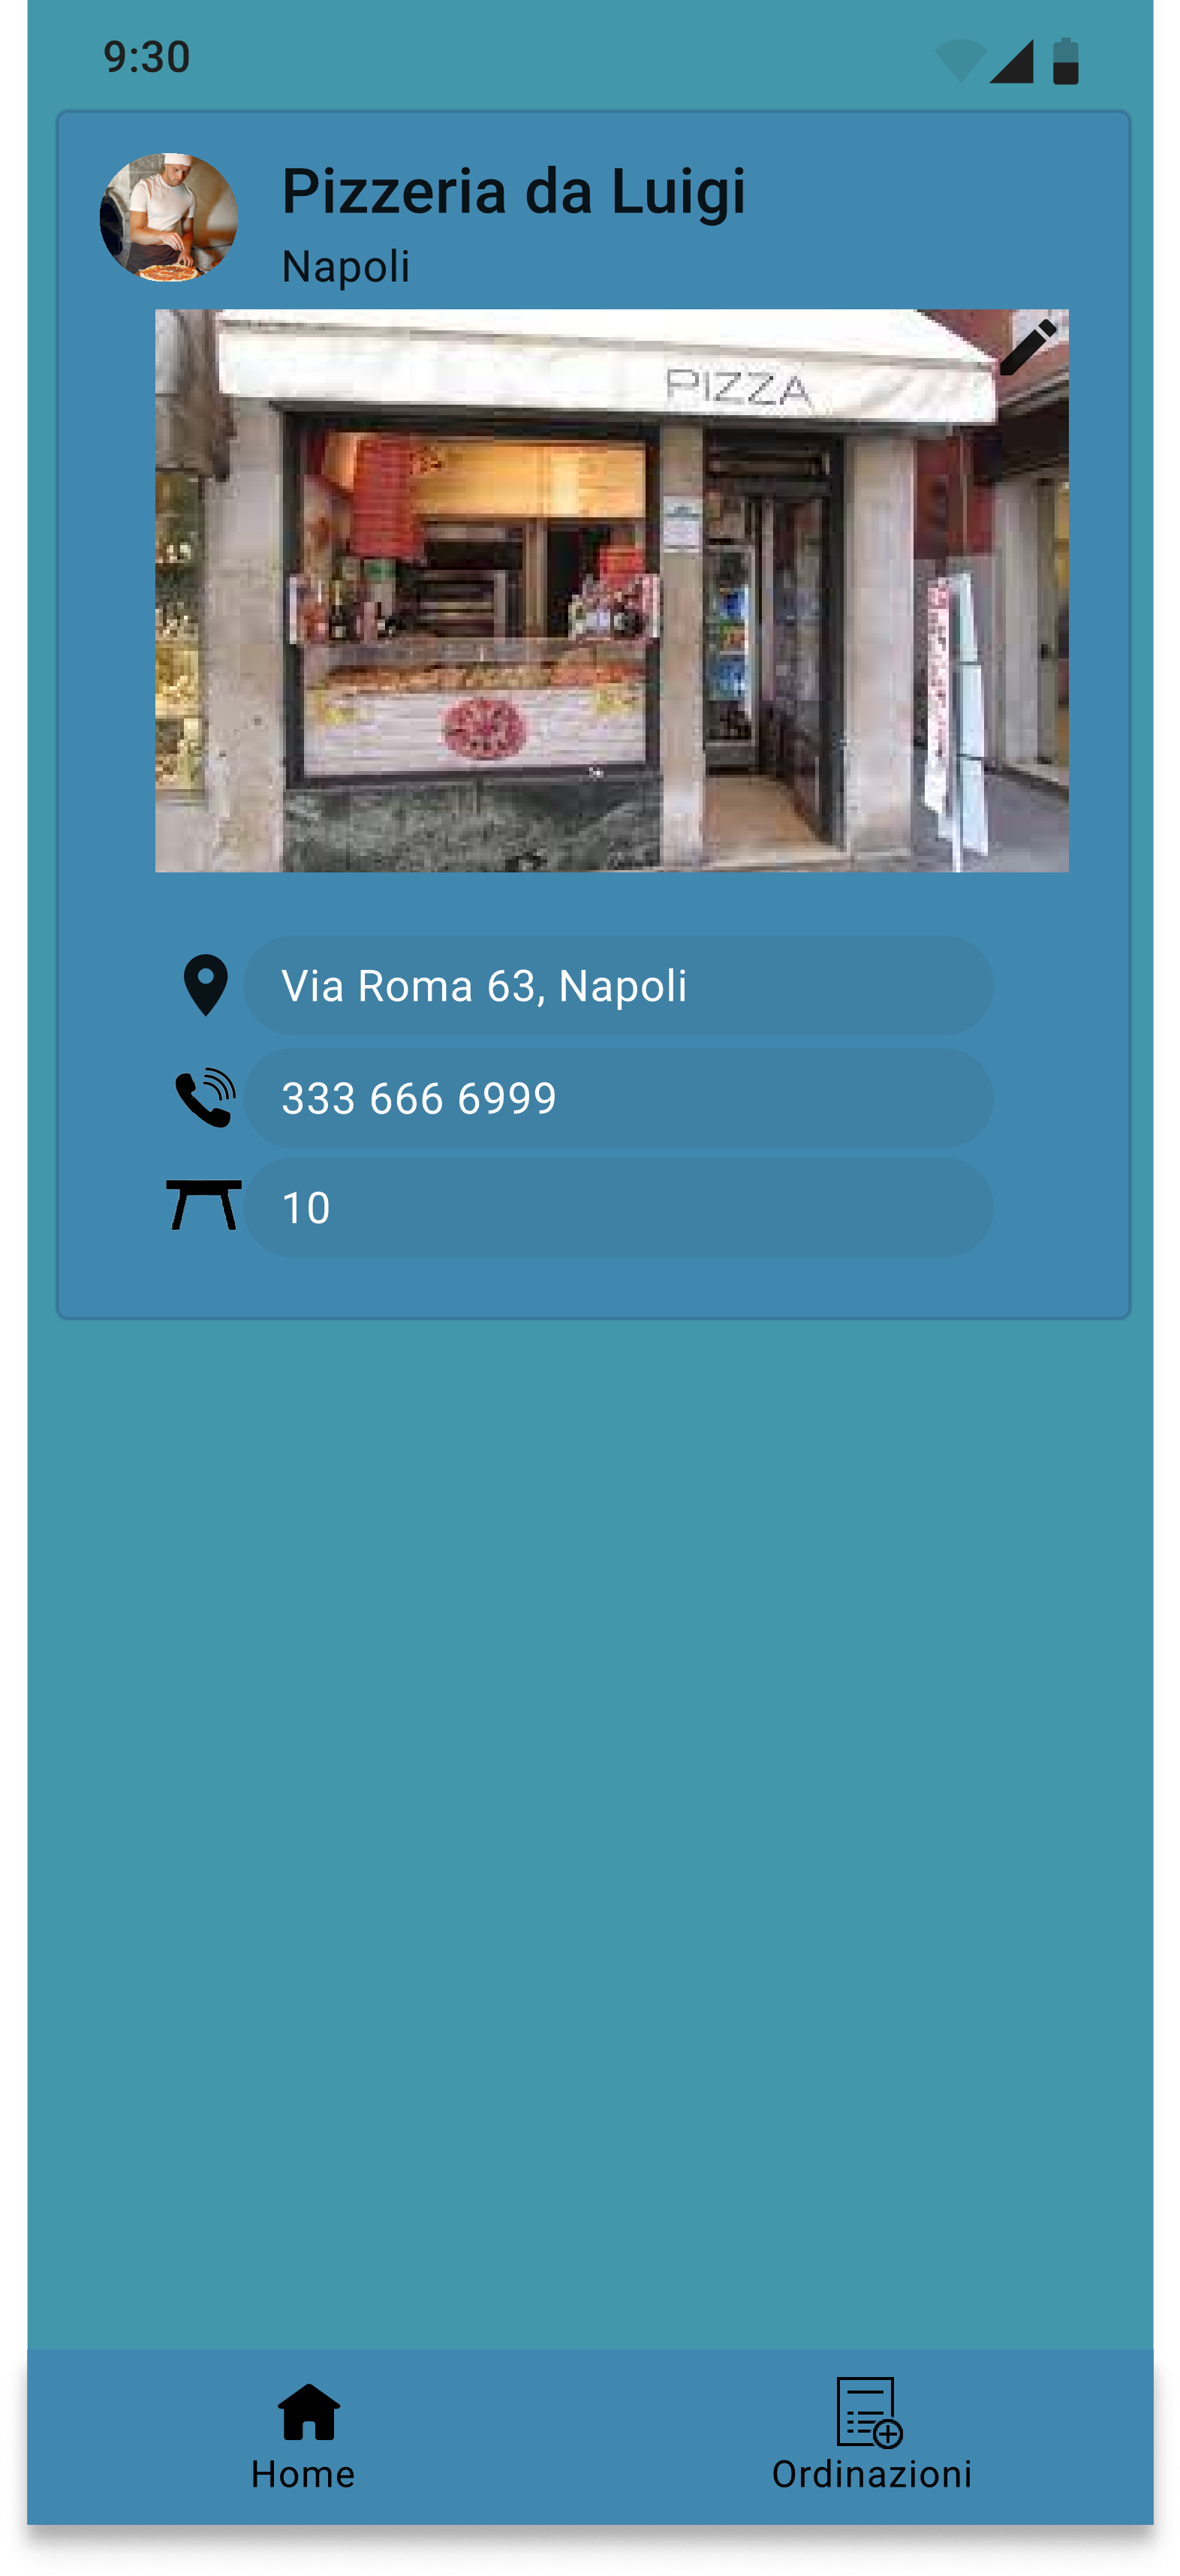 9:30
Pizzeria da Luigi
Napoli
PIZZA
Via Roma 63, Napoli
333 666 6999
10
Home
Ordinazioni